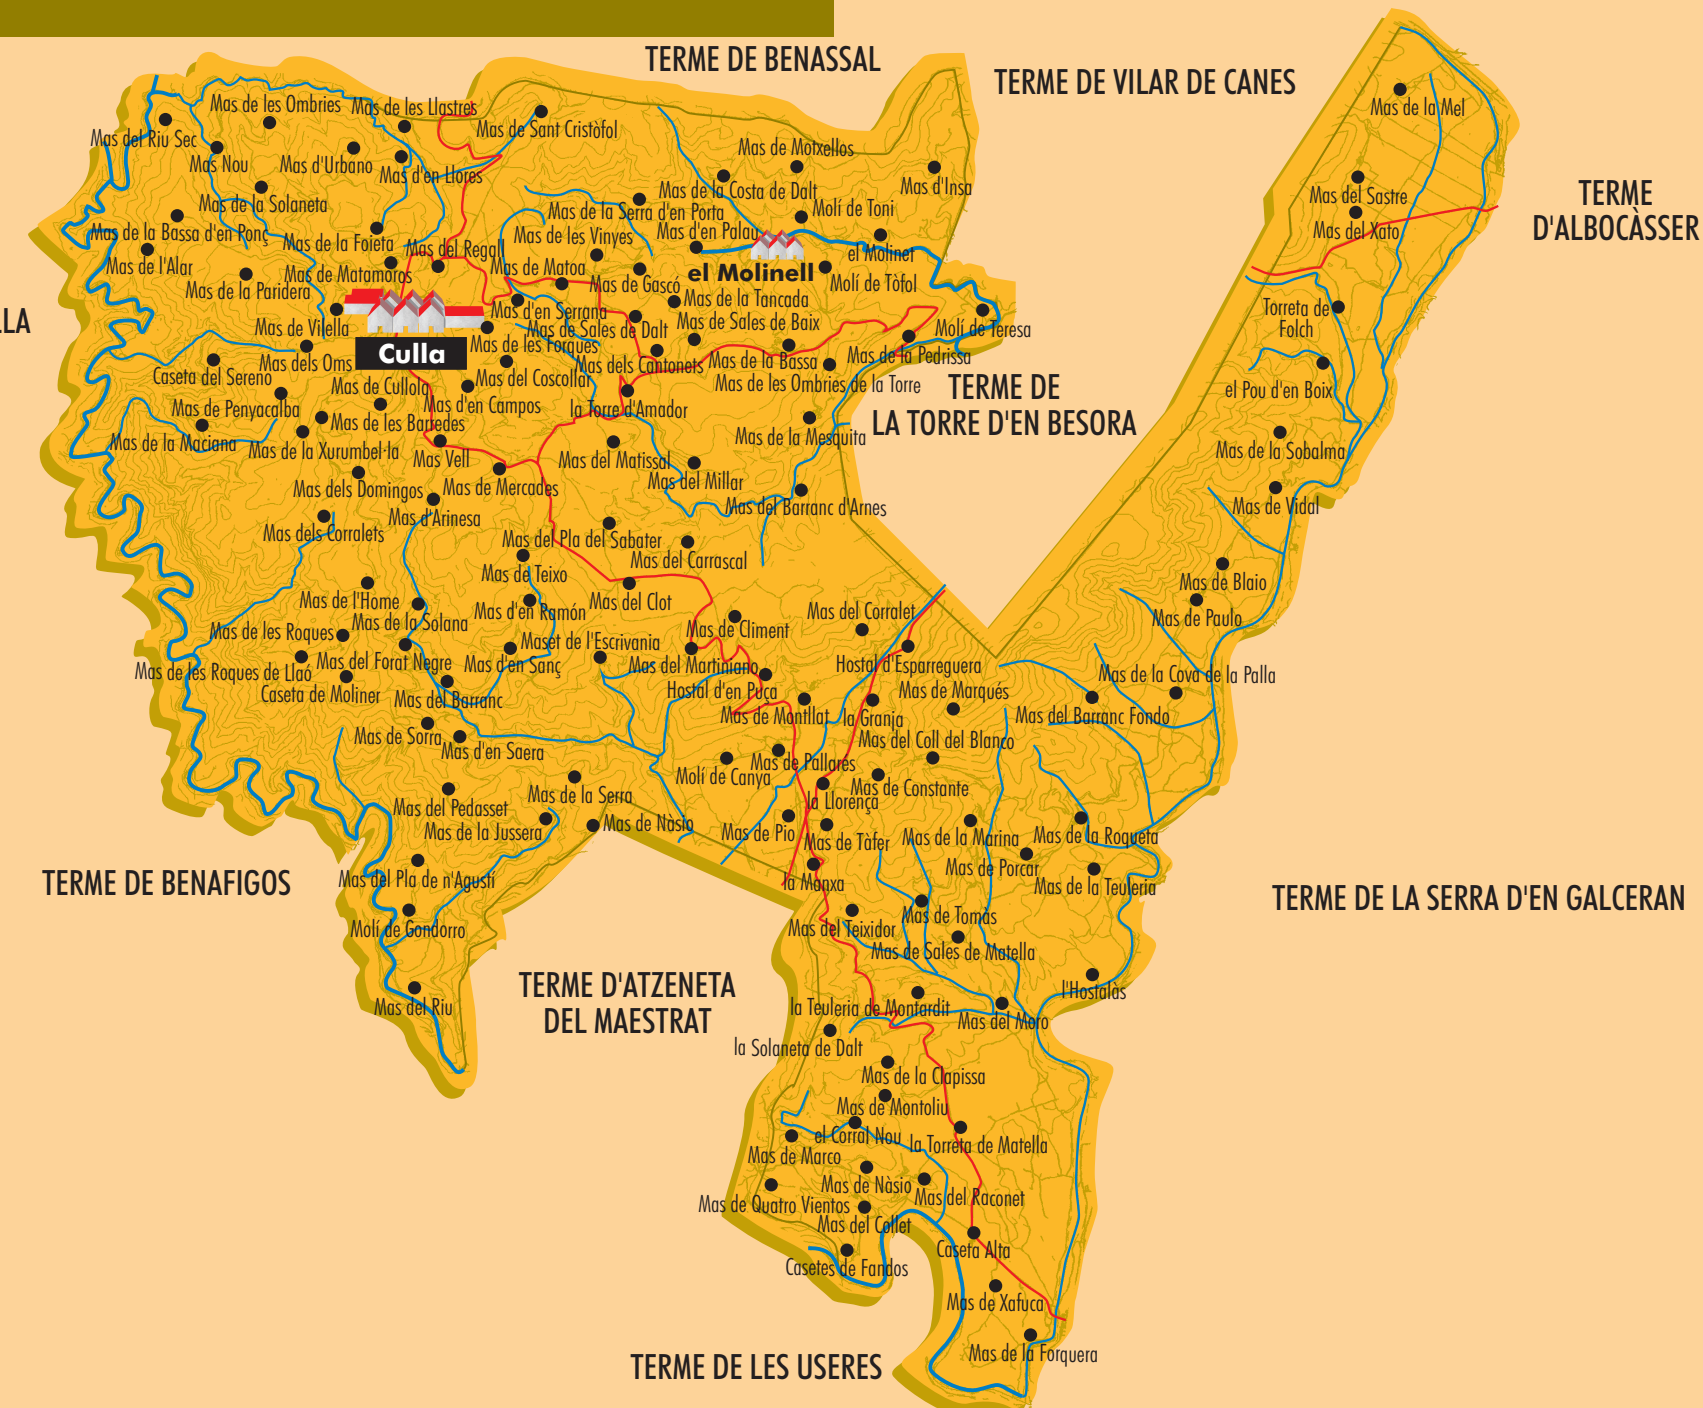 TERME DE BENASSAL
TERME DE VILAR DE CANES
Mas de la Mel
Mas de les Ombries
Mas de les Llastres
Mas de Sant Cristòfol
Mas del Riu Sec
Mas Nou
Mas d'Urbano
Mas d'en Llores
Mas de Motxellos
Mas de la Costa de Dalt
Mas d'Insa
Mas del Sastre
Mas del Xato
TERME
D'ALBOCÀSSER
Mas de la Solaneta
Mas de la Serra d'en Porta
Molí de Toni
Mas de la Bassa d'en Ponç
Mas de la Foieta
Mas del Regall
Mas de les Vinyes
Mas d'en Palau
el Molinet
Mas de l'Alar
Mas de la Paridera
Mas de Matamoros
Mas de Matoa
Mas de Gascó
el Molinell
Molí de Tòfol
Mas de la Tancada
Mas d'en Serrana
LLA
Mas de Vilella
Mas de Sales de Dalt
Mas de Sales de Baix
Molí de Teresa
Torreta de
Folch
Culla
Mas de les Forques
Mas dels Oms
Mas dels Cantonets
Mas de la Bassa
Mas de la Pedrissa
Caseta del Sereno
Mas de Cullola
Mas del Coscollar
Mas de les Ombries de la Torre
TERME DE
LA TORRE D'EN BESORA
el Pou d'en Boix
Mas de Penyacalba
Mas d'en Campos
la Torre d'Amador
Mas de les Barredes
Mas de la Maciana
Mas de la Xurumbel·la
Mas Vell
Mas del Matissal
Mas de la Mesquita
Mas de la Sobalma
Mas dels Domingos
Mas de Mercades
Mas del Millar
Mas del Barranc d'Arnes
Mas de Vidal
Mas d'Arinesa
Mas dels Corralets
Mas del Pla del Sabater
Mas del Carrascal
Mas de Teixo
Mas de Blaio
Mas de l'Home
Mas de la Solana
Mas d'en Ramón
Mas del Clot
Mas del Corralet
Mas de Paulo
Mas de les Roques
Maset de l'Escrivania
Mas de Climent
Mas de les Roques de Llaó
Mas del Forat Negre
Mas d'en Sanç
Mas del Martiniano
Hostal d'Esparreguera
Mas de la Cova de la Palla
Caseta de Moliner
Mas del Barranc
Hostal d'en Puça
Mas de Marqués
Mas de Montllat
la Granja
Mas del Barranc Fondo
Mas de Sorra
Mas d'en Saera
Mas del Coll del Blanco
Molí de Canya
Mas de Pallarés
Mas de Constante
Mas del Pedasset
Mas de la Serra
la Llorença
Mas de la Jussera
Mas de Nàsio
Mas de Pio
Mas de Tàfer
Mas de la Marina
Mas de la Roqueta
Mas de Porcar
TERME DE BENAFIGOS
Mas del Pla de n'Agustí
la Manxa
Mas de la Teuleria
TERME DE LA SERRA D'EN GALCERAN
Molí de Gondorro
Mas del Teixidor
Mas de Tomàs
Mas de Sales de Matella
TERME D'ATZENETA
DEL MAESTRAT
l'Hostalàs
Mas del Riu
la Teuleria de Montardit
Mas del Moro
la Solaneta de Dalt
Mas de la Clapissa
Mas de Montoliu
el Corral Nou
la Torreta de Matella
Mas de Marco
Mas de Nàsio
Mas del Raconet
Mas de Quatro Vientos
Mas del Collet
Caseta Alta
Casetes de Fandos
Mas de Xafuca
Mas de la Forquera
TERME DE LES USERES